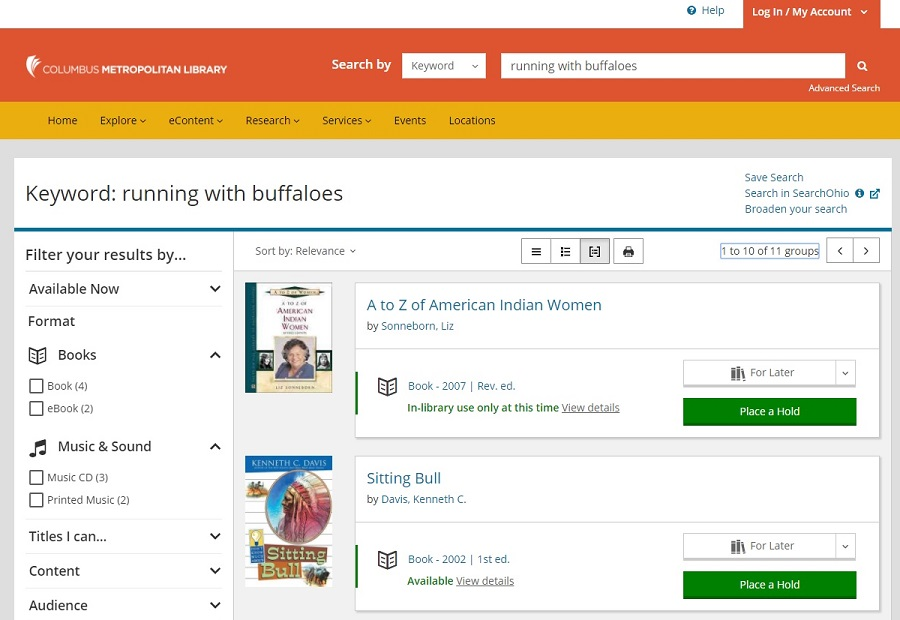 Help
Log In / My Account
COLUMBUS METROPOLITAN LIBRARY
Search by
Keyword
running with buffaloes
Advanced Search
Home
Explore
eContent
Research
Services
Events
Locations
Keyword: running with buffaloes
Save Search
Search in SearchOhio
Broaden your search
Filter your results by...
Available Now
Format
Books
Book (4)
eBook (2)
Music & Sound
Music CD (3)
Printed Music (2)
Titles I can...
Content
Audience
Sort by: Relevance
1 to 10 of 11 groups
A TO Z OF WOMEN
A TO Z OF
AMERICAN
INDIAN
WOMEN
LIZ SONNEBORN
A to Z of American Indian Women
by Sonneborn, Liz
Book - 2007 | Rev. ed.
In-library use only at this time View details
For Later
Place a Hold
KENNETH C. DAVIS
Sitting
Bull
Sitting Bull
by Davis, Kenneth C.
Book - 2002 | 1st ed.
Available View details
For Later
Place a Hold